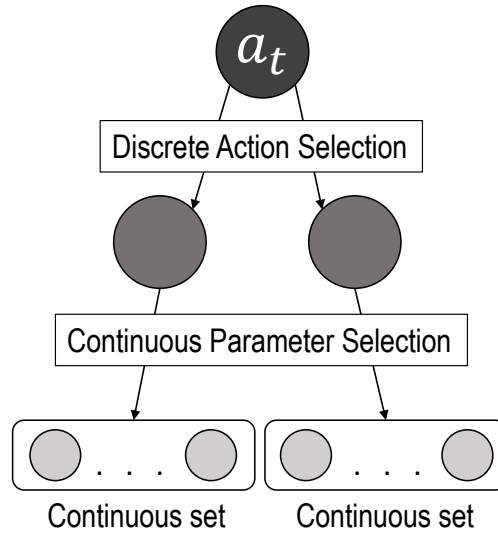 a_t
Discrete Action Selection
Continuous Parameter Selection
. . . . . .
Continuous set Continuous set